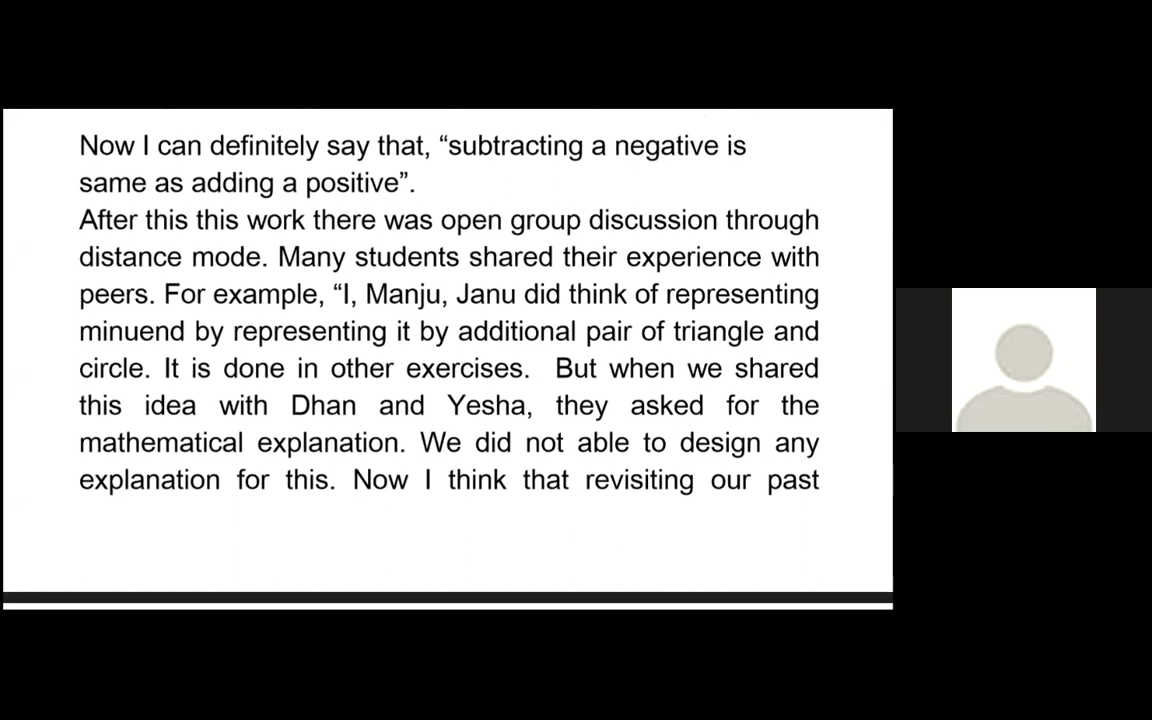 Now I can definitely say that, “subtracting a negative is
same as adding a positive”.
After this this work there was open group discussion through
distance mode. Many students shared their experience with
peers. For example, “I, Manju, Janu did think of representing
minuend by representing it by additional pair of triangle and
circle. It is done in other exercises.  But when we shared
this idea with Dhan and Yesha, they asked for the
mathematical explanation. We did not able to design any
explanation for this. Now I think that revisiting our past